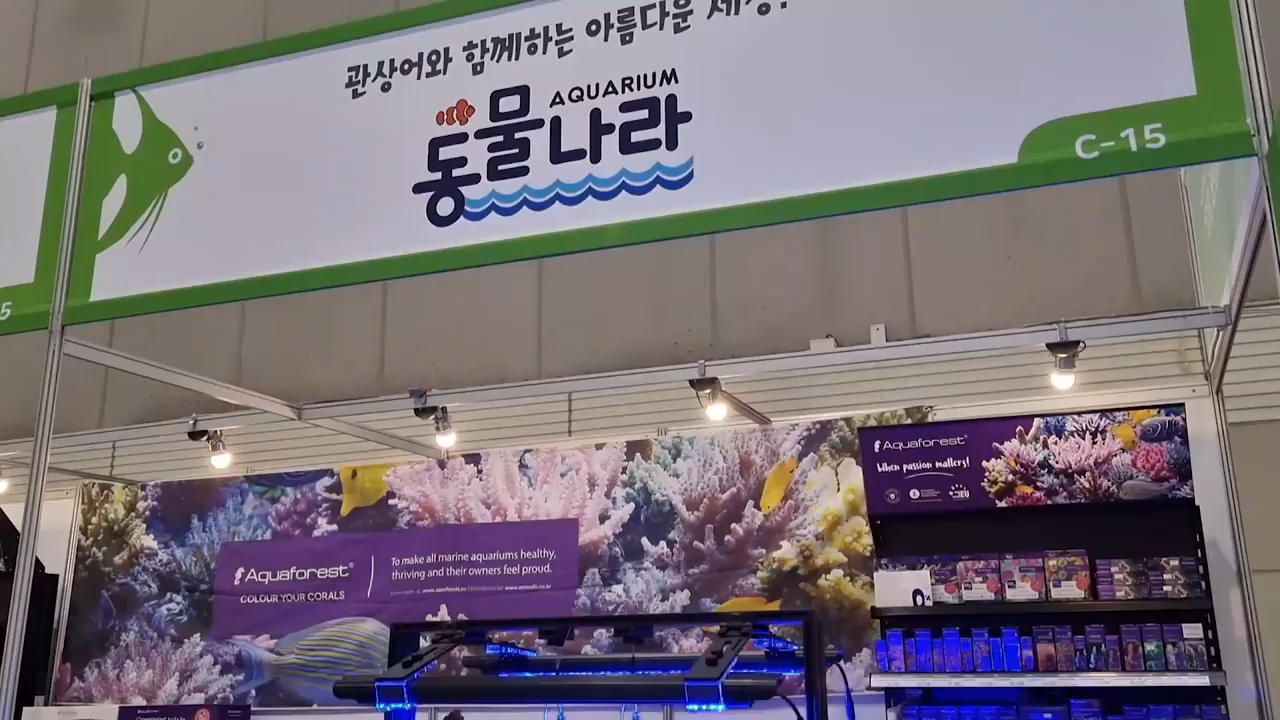 관상어와 함께하는 아름다운 세상!
AQUARIUM
동물나라
C-15
5
Aquaforest
When passion matters!
EU
Aquaforest
COLOUR YOUR CORALS
To make all marine aquariums healthy,
thriving and their owners feel proud.